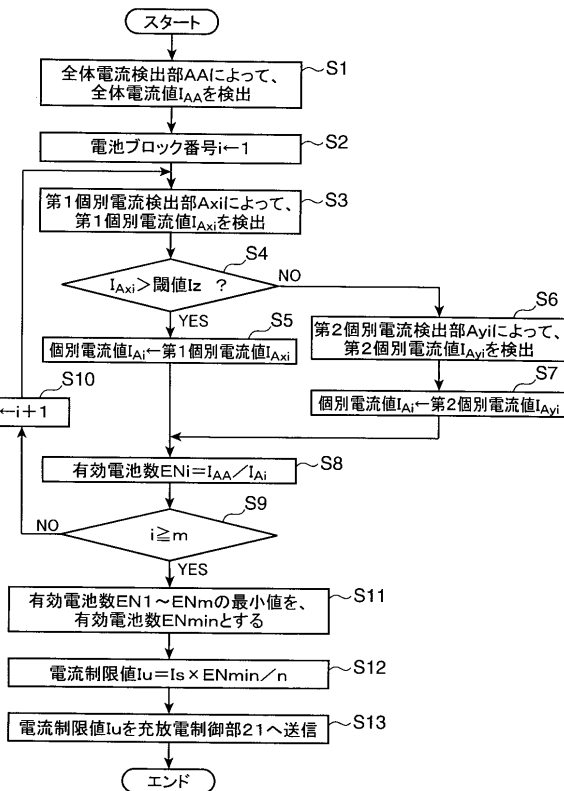 スタート
全体電流検出部AAによって、
全体電流値IAAを検出
S1
電池ブロック番号i←1
S2
第1個別電流検出部Axiによって、
第1個別電流値IAxiを検出
S3
S4
IAxi>閾値Iz ?
NO
YES
S5
個別電流値IAi←第1個別電流値IAxi
S6
第2個別電流検出部Ayiによって、
第2個別電流値IAyiを検出
S7
個別電流値IAi←第2個別電流値IAyi
S10
←i+1
有効電池数ENi=IAA/IAi
S8
S9
i≧m
NO
YES
有効電池数EN1~ENmの最小値を、
有効電池数ENminとする
S11
電流制限値Iu=Is×ENmin/n
S12
電流制限値Iuを充放電制御部21へ送信
S13
エンド